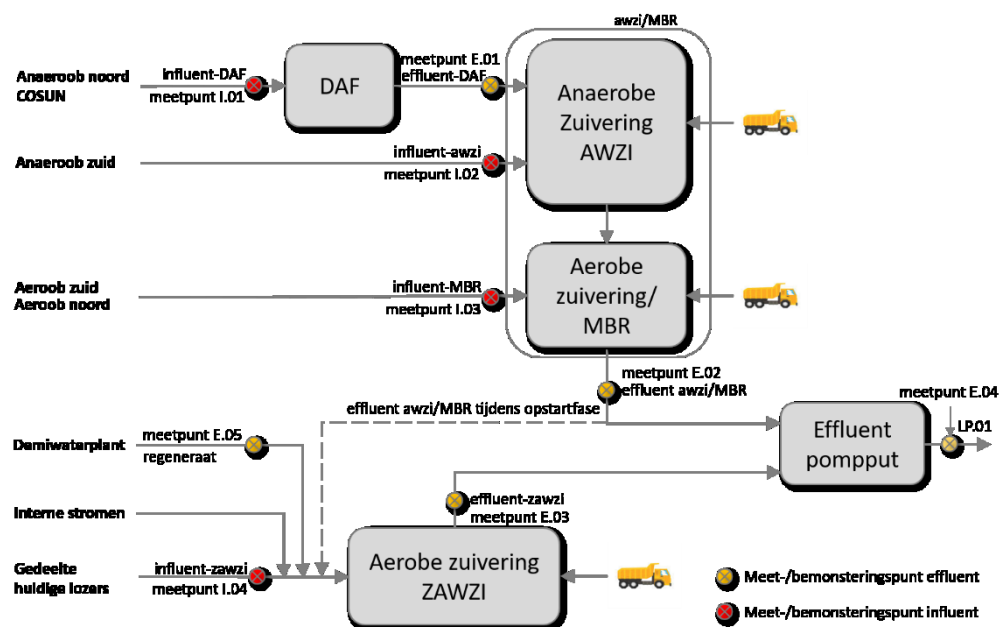 awzi/MBR
Anaeroob noord
COSUN
influent-DAF
meetpunt I.01
DAF
meetpunt E.01
effluent-DAF
Anaerobe
Zuivering
AWZI
Anaeroob zuid
influent-awzi
meetpunt I.02
Aeroob zuid
Aeroob noord
influent-MBR
meetpunt I.03
Aerobe
zuivering/
MBR
meetpunt E.02
effluent awzi/MBR
effluent awzi/MBR tijdens opstartfase
meetpunt E.04
LP.01
Effluent
pompput
Demiwaterplant
meetpunt E.05
regeneraat
effluent-zawzi
meetpunt E.03
Interne stromen
Gedeelte
huidige lozers
influent-zawzi
meetpunt I.04
Aerobe zuivering
ZAWZI
Meet-/bemonsteringspunt effluent
Meet-/bemonsteringspunt influent